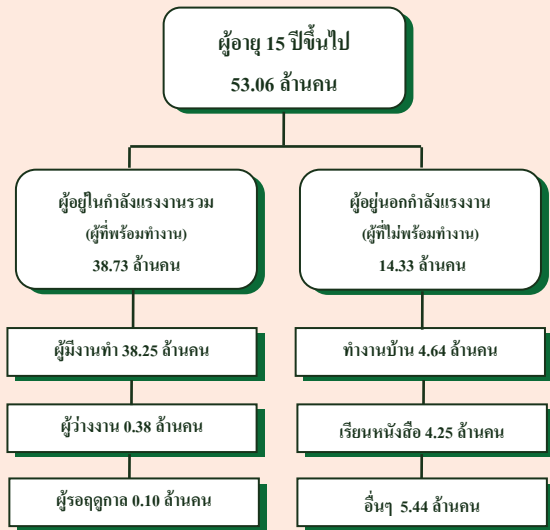 ผู้อายุ 15 ปีขึ้นไป
53.06 ล้านคน
ผู้อยู่ในกำลังแรงงานรวม
(ผู้ที่พร้อมทำงาน)
38.73 ล้านคน
ผู้อยู่นอกกำลังแรงงาน
(ผู้ที่ไม่พร้อมทำงาน)
14.33 ล้านคน
ผู้มีงานทำ 38.25 ล้านคน
ผู้ว่างงาน 0.38 ล้านคน
ผู้รอฤดูกาล 0.10 ล้านคน
ทำงานบ้าน 4.64 ล้านคน
เรียนหนังสือ 4.25 ล้านคน
อื่นๆ 5.44 ล้านคน